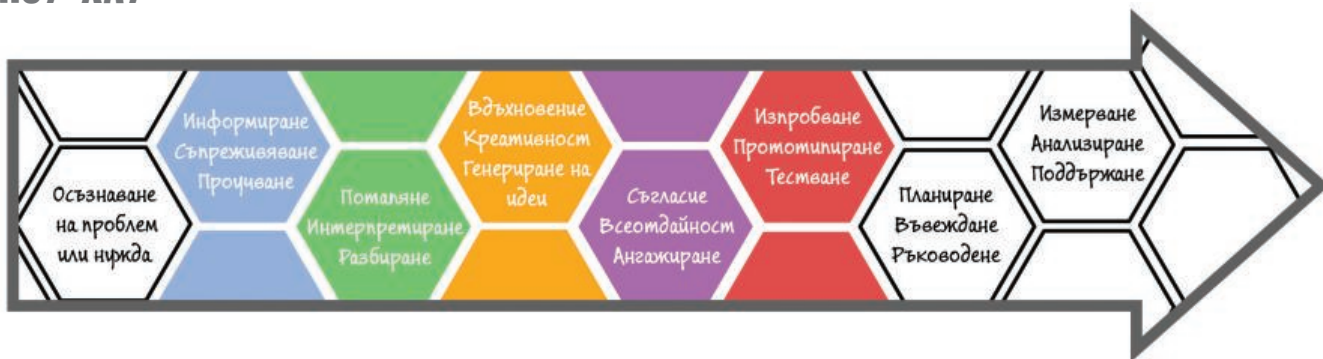 Осъзнаване
на проблем
или нужда
Информиране
Съпреживяване
Проучване
Потапяне
Интерпретиране
Разбиране
Вдъхновение
Креативност
Генериране на
идеи
Съгласие
Всеотдайност
Ангажиране
Изпробване
Прототипиране
Тестване
Планиране
Въвеждане
Ръководене
Измерване
Анализиране
Поддържане